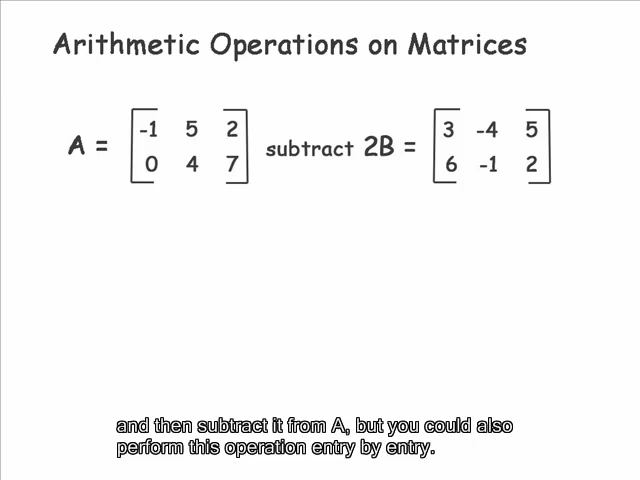 Arithmetic Operations on Matrices
A = [ -1 5 2 subtract 2B = [ 3 -4 5
0 4 7 ] 6 -1 2 ]
and then subtract it from A, but you could also
perform this operation entry by entry.